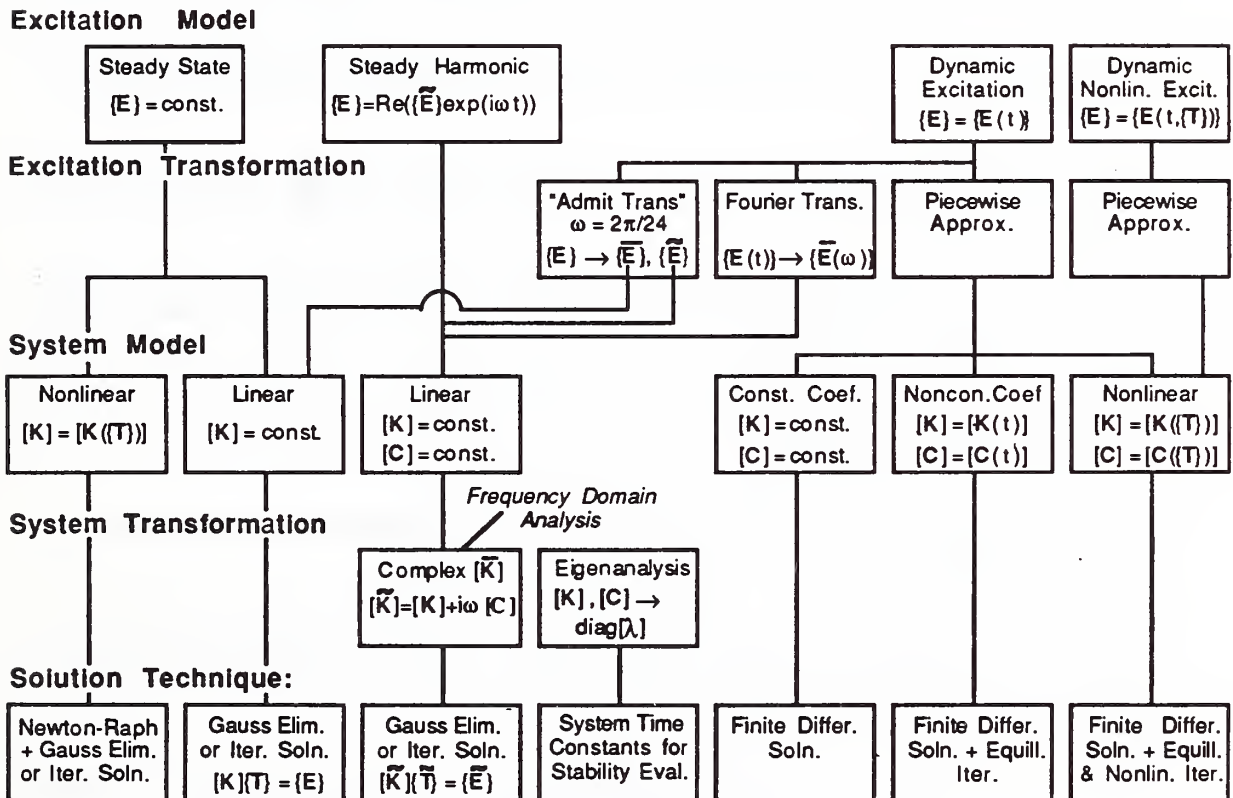 Excitation Model
Steady State
{E} = const.
Steady Harmonic
{E}=Re({Ẽ}exp(iωt))
Dynamic
Excitation
{E} = {E(t)}
Dynamic
Nonlin. Excit.
{E} = {E(t,{T})}
Excitation Transformation
"Admit Trans"
ω = 2π/24
{E} → {E̅}, {Ẽ}
Fourier Trans.
{E(t)} → {E̅(ω)}
Piecewise
Approx.
Piecewise
Approx.
System Model
Nonlinear
[K] = [K({T})]
Linear
[K] = const.
Linear
[K] = const.
[C] = const.
Const. Coef.
[K] = const.
[C] = const.
Noncon.Coef
[K] = [K(t)]
[C] = [C(t)]
Nonlinear
[K] = [K({T})]
[C] = [C({T})]
Frequency Domain
Analysis
System Transformation
Complex [K̅]
[K̃]=[K]+iω [C]
Eigenanalysis
[K] , [C] →
diag[λ]
Solution Technique:
Newton-Raph
+ Gauss Elim.
or Iter. Soln.
Gauss Elim.
or Iter. Soln.
[K]{T} = {E}
Gauss Elim.
or Iter. Soln.
[K̃]{T̃} = {Ẽ}
System Time
Constants for
Stability Eval.
Finite Differ.
Soln.
Finite Differ.
Soln. + Equill.
Iter.
Finite Differ.
Soln. + Equill.
& Nonlin. Iter.